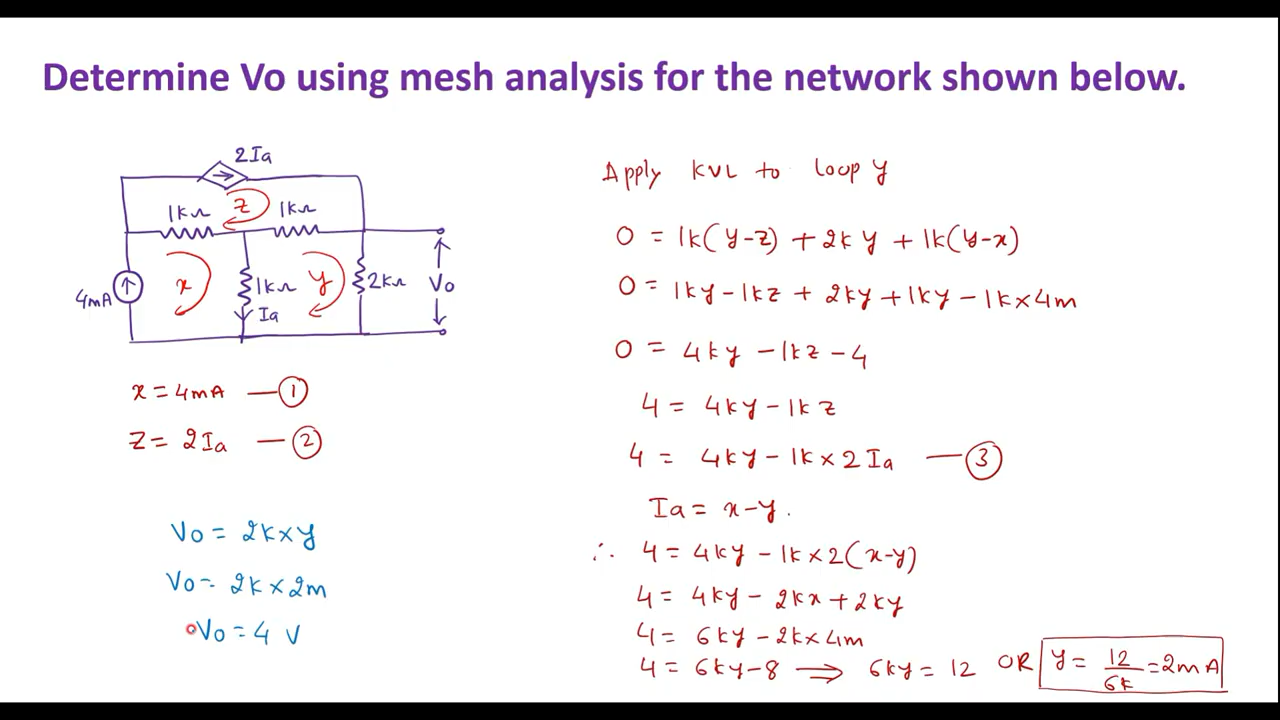 Determine Vo using mesh analysis for the network shown below.
2Ia
1kΩ
z
1kΩ
4mA
x
1kΩ
Ia
y
2kΩ
Vo
x = 4mA — ①
z = 2Ia — ②
Vo = 2k × y
Vo = 2k × 2m
Vo = 4 V
Apply KVL to loop y
0 = 1k(y-z) + 2ky + 1k(y-x)
0 = 1ky - 1kz + 2ky + 1ky - 1k × 4m
0 = 4ky - 1kz - 4
4 = 4ky - 1kz
4 = 4ky - 1k × 2Ia — ③
Ia = x - y.
∴ 4 = 4ky - 1k × 2(x-y)
4 = 4ky - 2kx + 2ky
4 = 6ky - 2k × 4m
4 = 6ky - 8 → 6ky = 12 OR y = 12/6k = 2mA